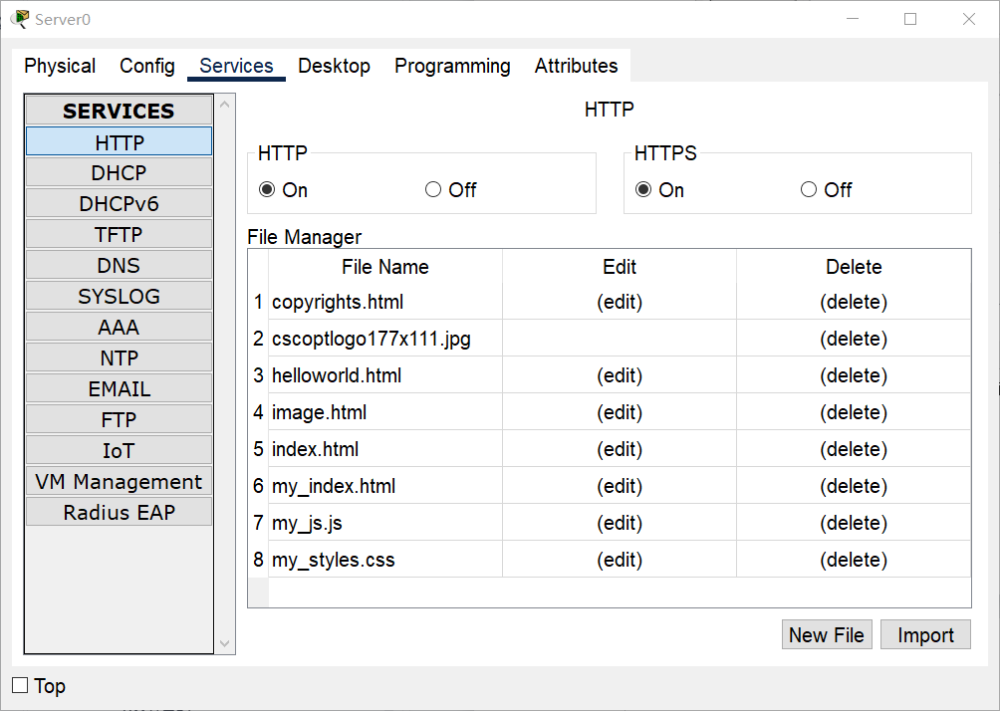 Server0
Physical Config Services Desktop Programming Attributes
SERVICES
HTTP
DHCP
DHCPv6
TFTP
DNS
SYSLOG
AAA
NTP
EMAIL
FTP
IoT
VM Management
Radius EAP
HTTP
HTTP
On Off
HTTPS
On Off
File Manager
File Name Edit Delete
1 copyrights.html (edit) (delete)
2 cscoptlogo177x111.jpg (delete)
3 helloworld.html (edit) (delete)
4 image.html (edit) (delete)
5 index.html (edit) (delete)
6 my_index.html (edit) (delete)
7 my_js.js (edit) (delete)
8 my_styles.css (edit) (delete)
New File Import
Top